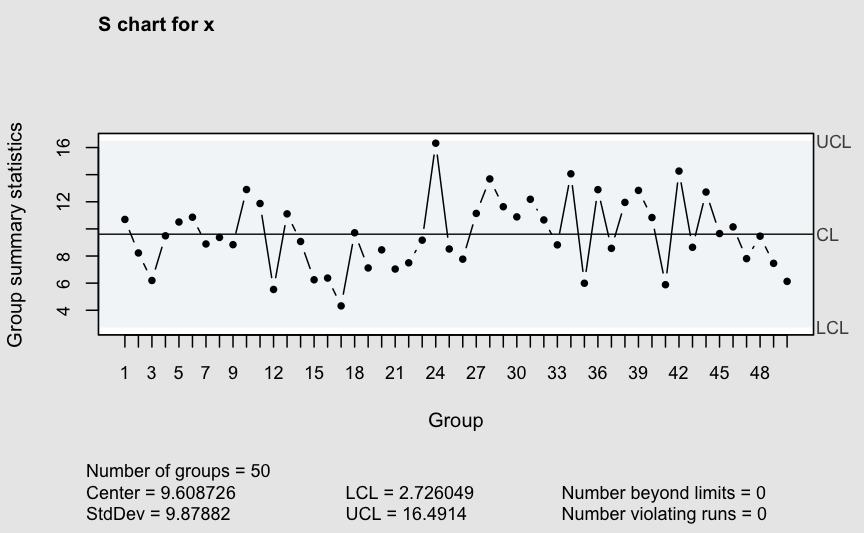 S chart for x
Group summary statistics
16
12
8
6
4
UCL
CL
LCL
1 3 5 7 9 12 15 18 21 24 27 30 33 36 39 42 45 48
Group
Number of groups = 50
Center = 9.608726 LCL = 2.726049 Number beyond limits = 0
StdDev = 9.87882 UCL = 16.4914 Number violating runs = 0